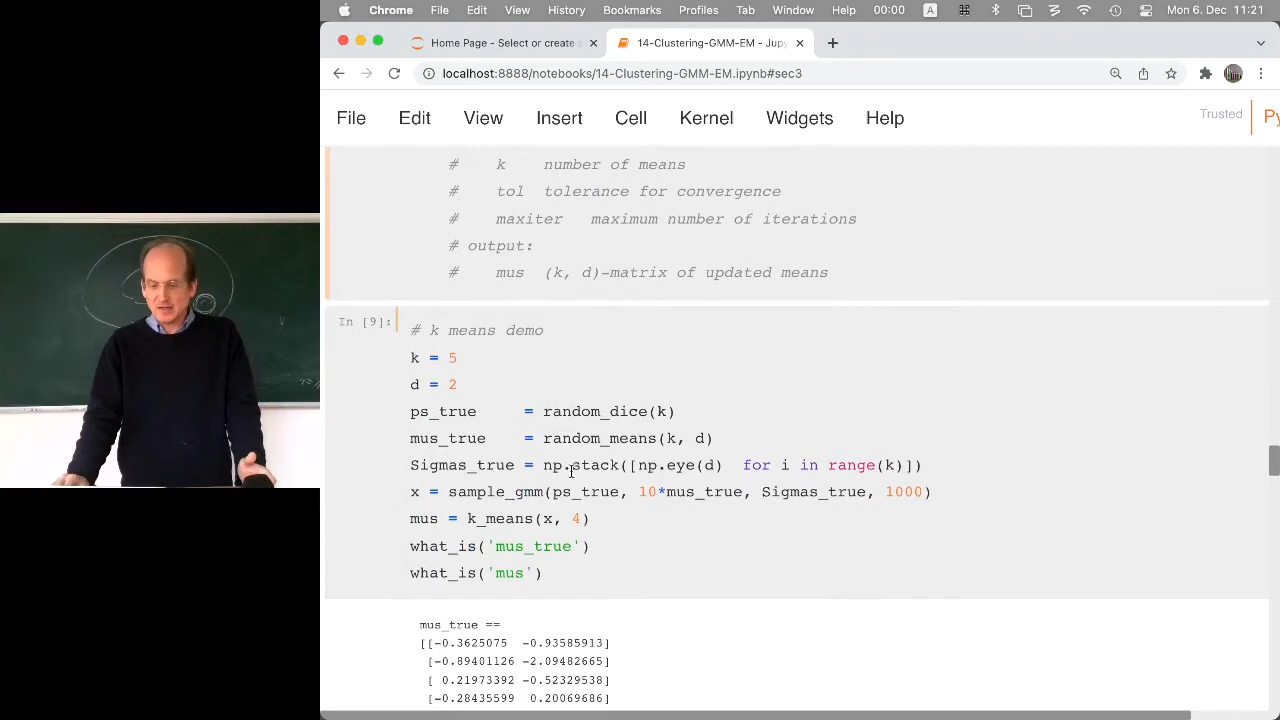 Chrome File Edit View History Bookmarks Profiles Tab Window Help 00:00 A Mon 6. Dec 11:21
Home Page - Select or create a
14-Clustering-GMM-EM - Jup
localhost:8888/notebooks/14-Clustering-GMM-EM.ipynb#sec3
File Edit View Insert Cell Kernel Widgets Help Trusted Py
# k number of means
# tol tolerance for convergence
# maxiter maximum number of iterations
# output:
# mus (k, d)-matrix of updated means
In [9]:
# k means demo
k = 5
d = 2
ps_true = random_dice(k)
mus_true = random_means(k, d)
Sigmas_true = np.stack([np.eye(d) for i in range(k)])
x = sample_gmm(ps_true, 10*mus_true, Sigmas_true, 1000)
mus = k_means(x, 4)
what_is('mus_true')
what_is('mus')
mus_true ==
[[-0.3625075 -0.93585913]
[-0.89401126 -2.09482665]
[ 0.21973392 -0.52329538]
[-0.28435599 0.20069686]